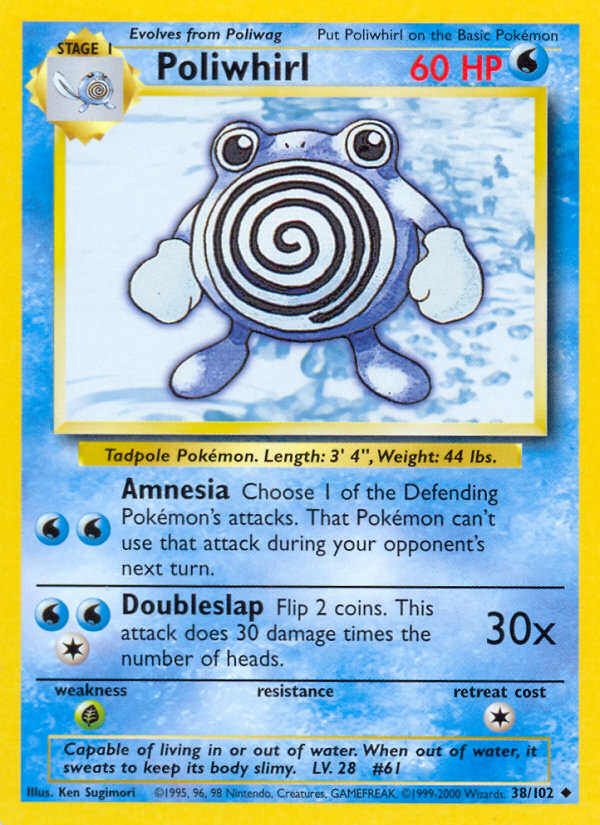 Evolves from Poliwag Put Poliwhirl on the Basic Pokémon
STAGE 1
Poliwhirl 60 HP
Tadpole Pokémon. Length: 3' 4", Weight: 44 lbs.
Amnesia Choose 1 of the Defending
Pokémon's attacks. That Pokémon can't
use that attack during your opponent's
next turn.
Doubleslap Flip 2 coins. This
attack does 30 damage times the
number of heads.
30x
weakness resistance retreat cost
Capable of living in or out of water. When out of water, it
sweats to keep its body slimy. LV. 28 #61
Illus. Ken Sugimori ©1995, 96, 98 Nintendo, Creatures, GAMEFREAK. ©1999-2000 Wizards. 38/102